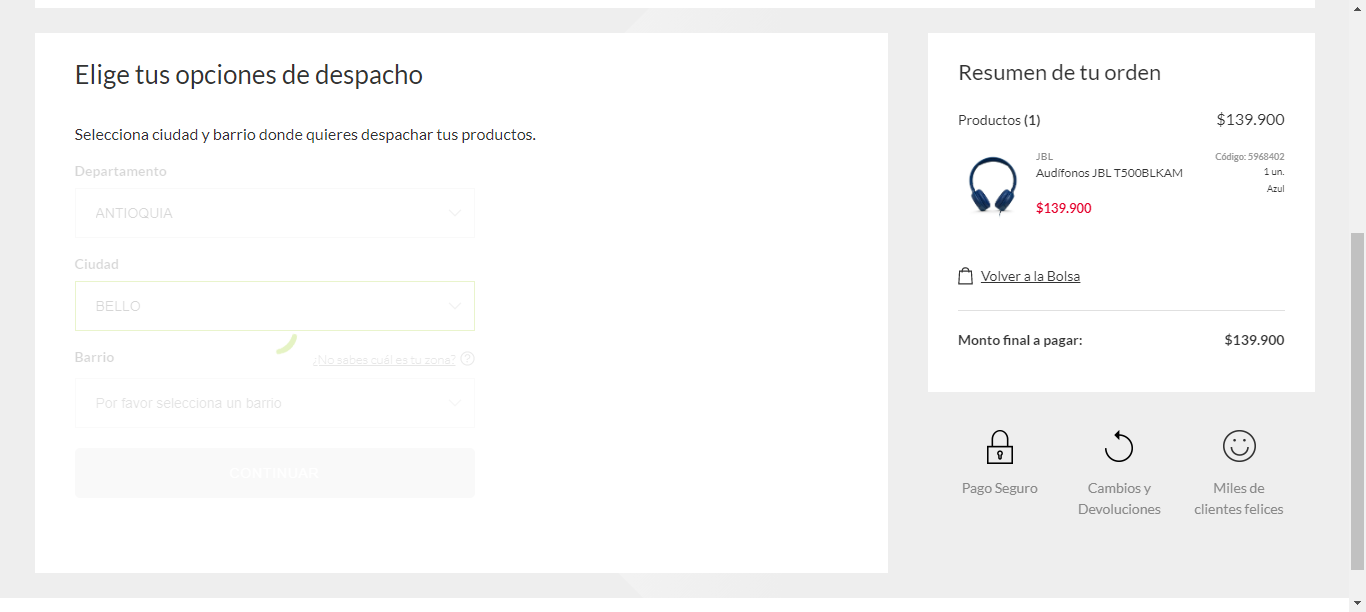 Elige tus opciones de despacho
Selecciona ciudad y barrio donde quieres despachar tus productos.
Departamento
ANTIOQUIA
Ciudad
BELLO
Barrio
¿No sabes cuál es tu zona?
Por favor selecciona un barrio
CONTINUAR
Resumen de tu orden
Productos (1) $139.900
JBL Código: 5968402
Audífonos JBL T500BLKAM 1 un.
Azul
$139.900
Volver a la Bolsa
Monto final a pagar: $139.900
Pago Seguro
Cambios y
Devoluciones
Miles de
clientes felices